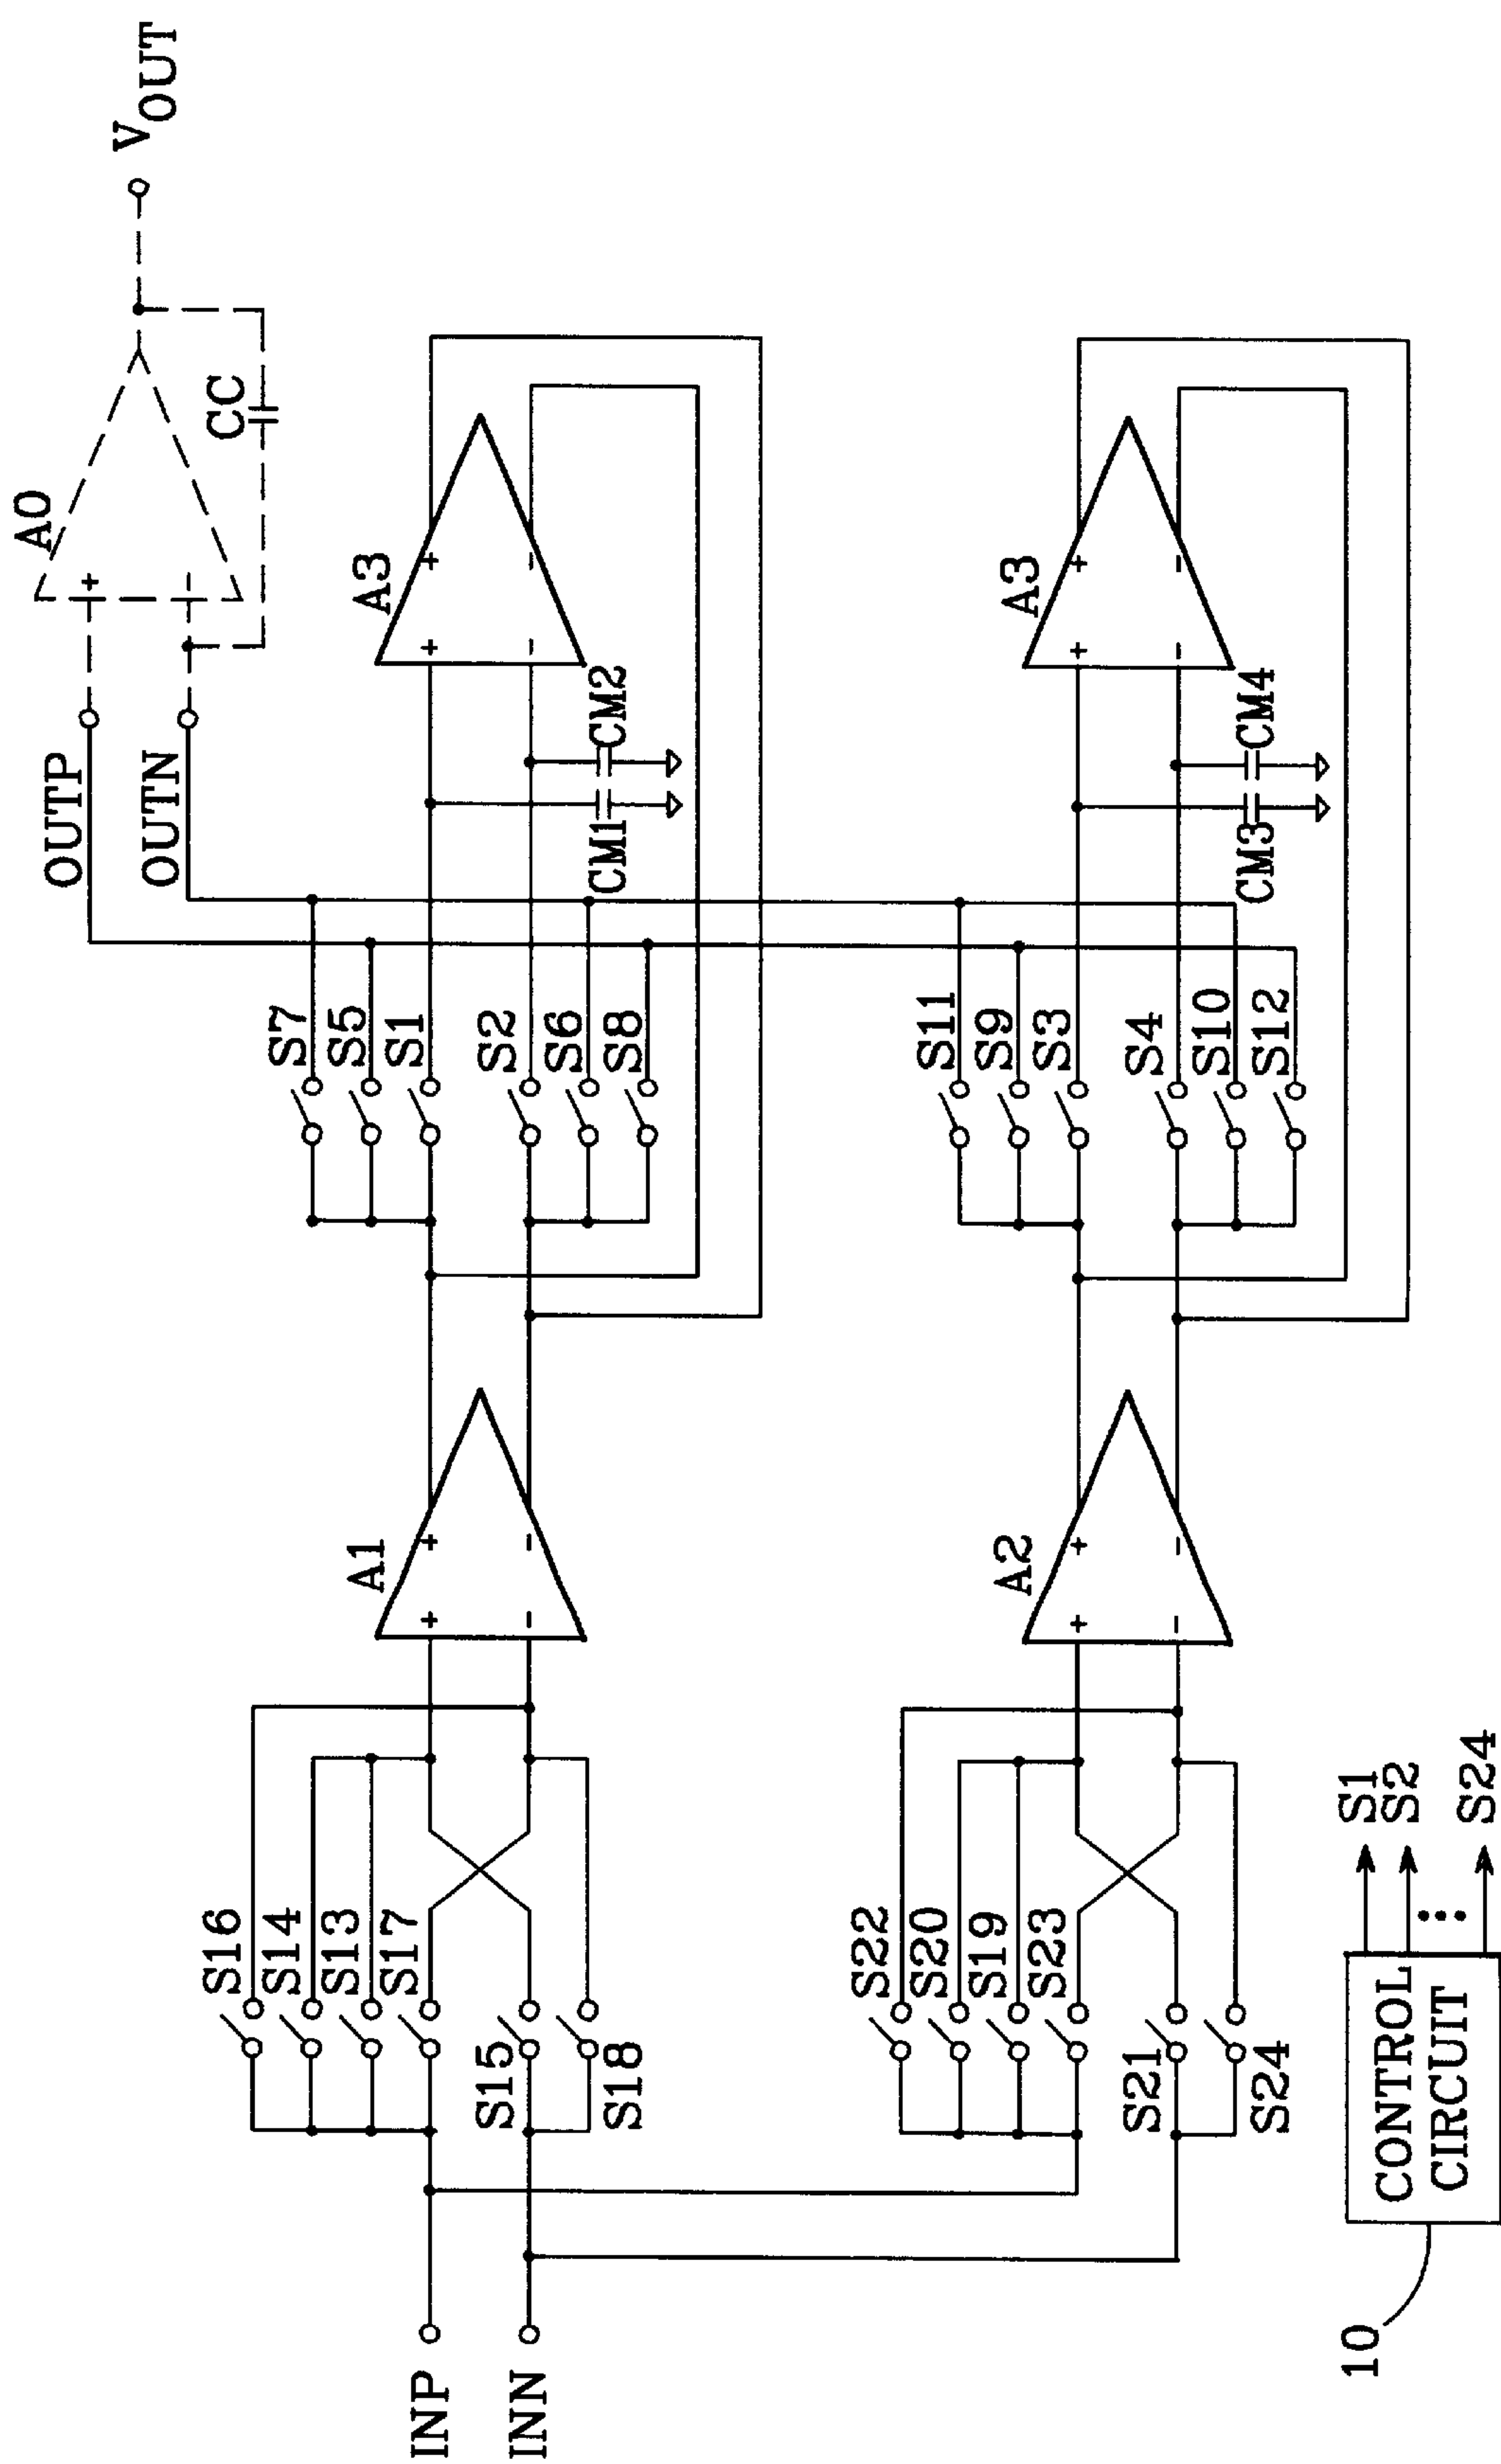 A0
+
−
V_OUT
CC
OUTP
OUTN
S7
S5
S1
S2
S6
S8
CM1
CM2
A3
+
−
+
−
S16
S14
S13
S17
S15
S18
A1
+
−
+
−
INP
INN
S22
S20
S19
S23
S21
S24
A2
+
−
+
−
S11
S9
S3
S4
S10
S12
CM3
CM4
A3
+
−
+
−
10
CONTROL
CIRCUIT
S1
S2
S24